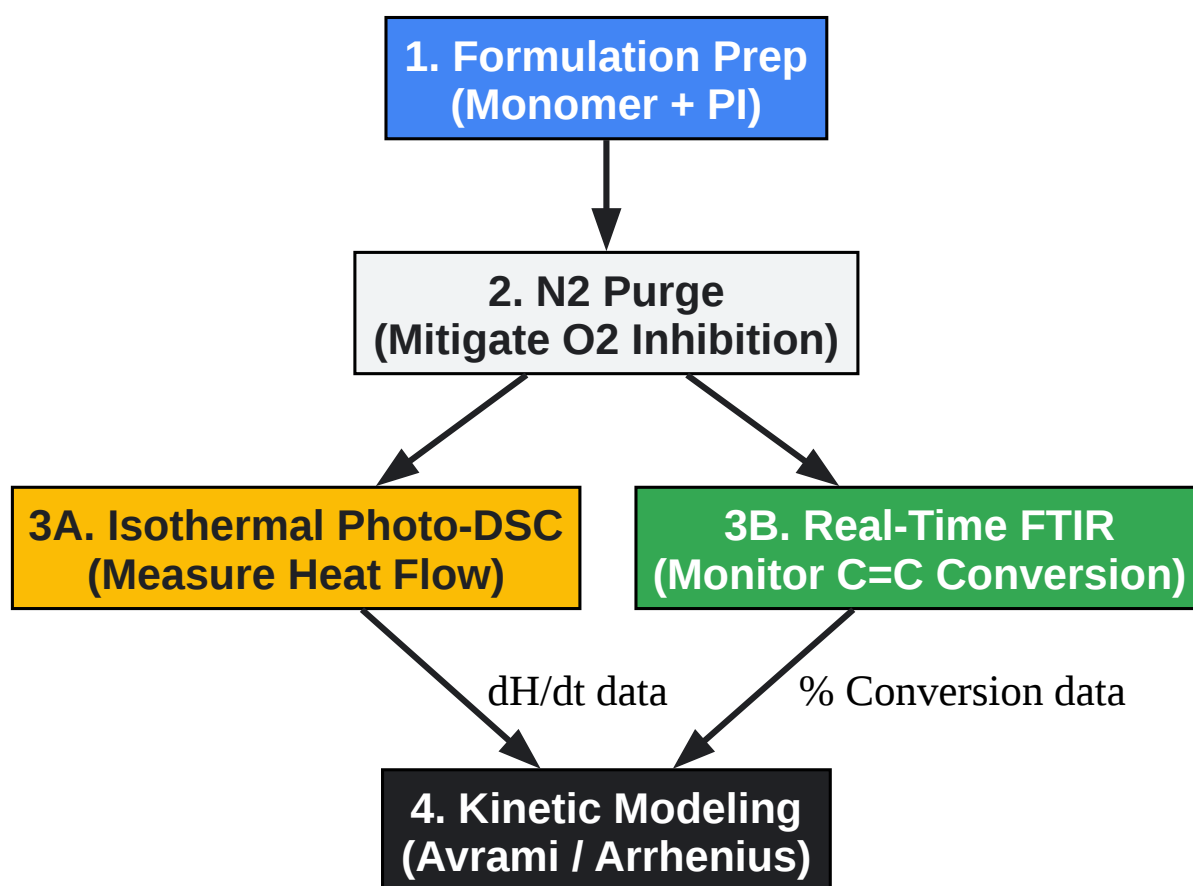 1. Formulation Prep
(Monomer + PI)
2. N2 Purge
(Mitigate O2 Inhibition)
3A. Isothermal Photo-DSC
(Measure Heat Flow)
3B. Real-Time FTIR
(Monitor C=C Conversion)
dH/dt data
% Conversion data
4. Kinetic Modeling
(Avrami / Arrhenius)